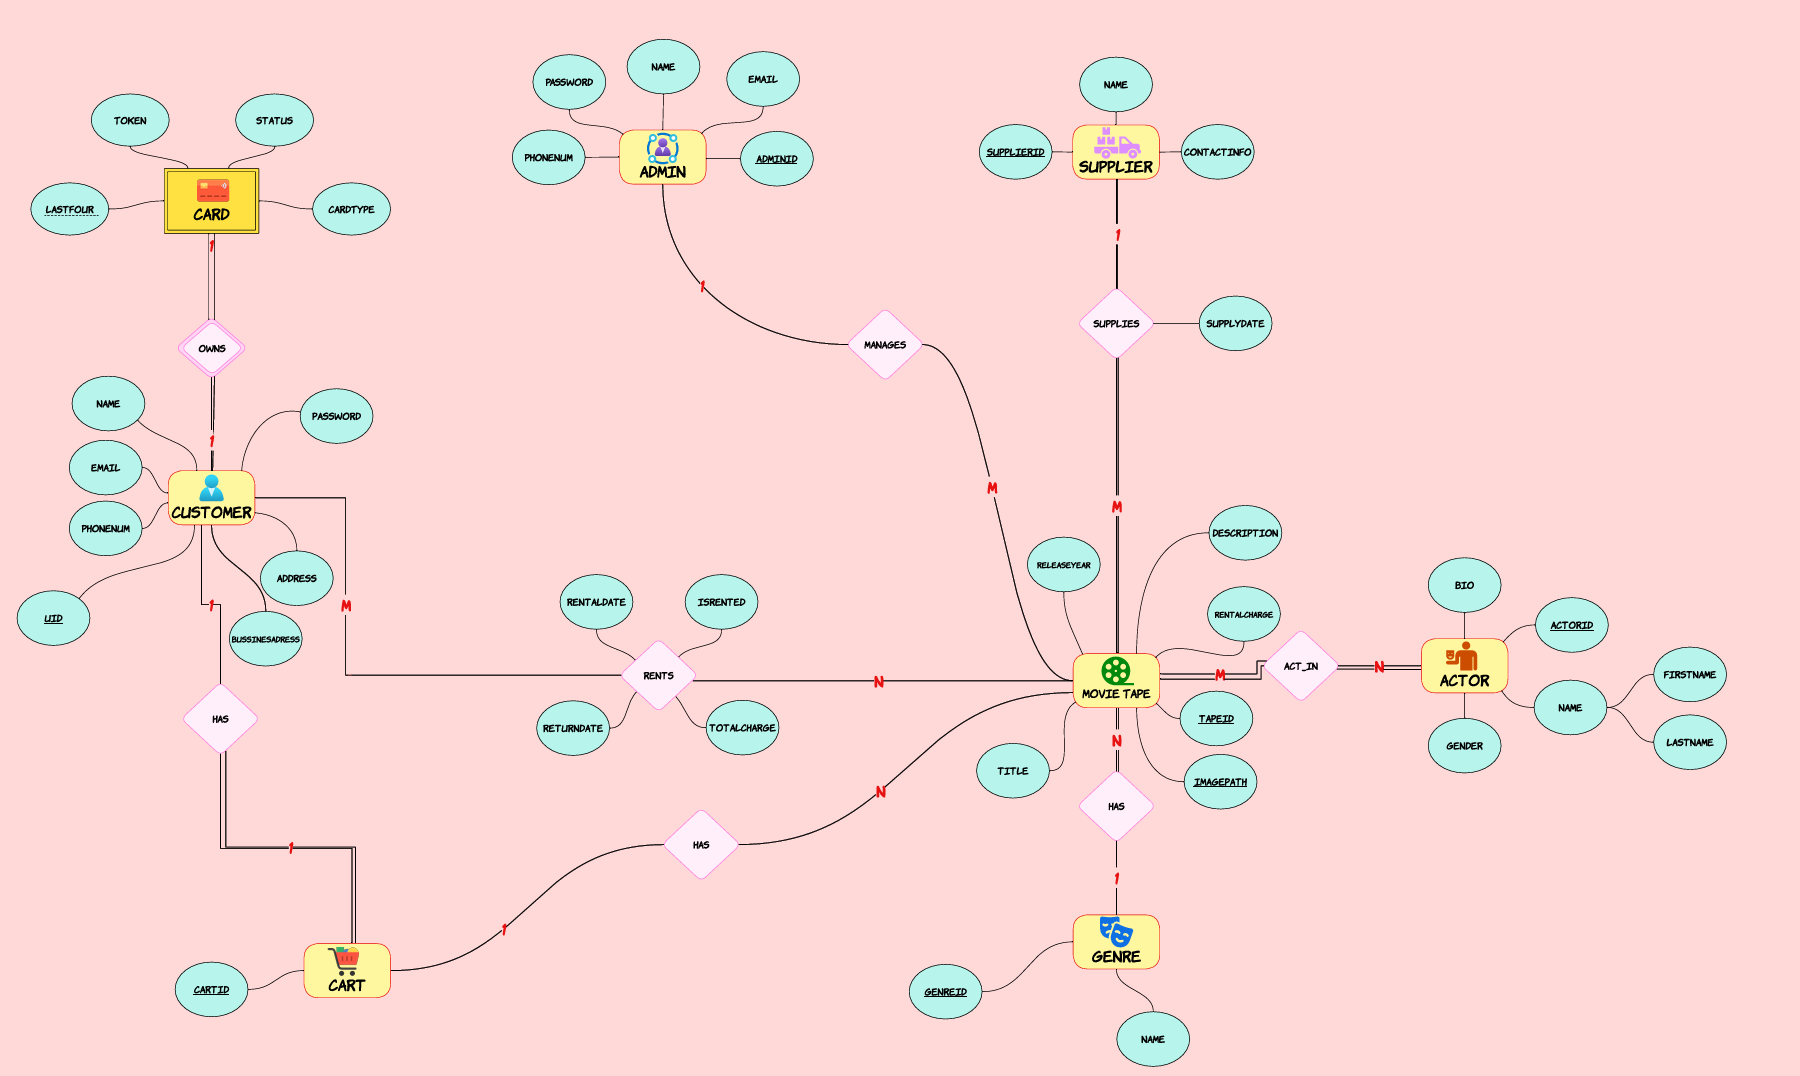 NAME
EMAIL
PASSWORD
NAME
TOKEN
STATUS
SUPPLIERID
SUPPLIER
CONTACTINFO
PHONENUM
ADMIN
ADMINID
LASTFOUR
CARD
CARDTYPE
1
1
1
SUPPLIES
SUPPLYDATE
MANAGES
OWNS
NAME
PASSWORD
1
EMAIL
M
M
CUSTOMER
PHONENUM
DESCRIPTION
RELEASEYEAR
ADDRESS
BIO
RENTALDATE
ISRENTED
1
M
RENTALCHARGE
UID
ACTORID
BUSSINESADRESS
ACT_IN
N
RENTS
M
FIRSTNAME
ACTOR
N
MOVIE TAPE
NAME
HAS
TAPEID
RETURNDATE
TOTALCHARGE
N
GENDER
LASTNAME
TITLE
IMAGEPATH
N
HAS
HAS
1
1
1
GENRE
CART
CARTID
GENREID
NAME